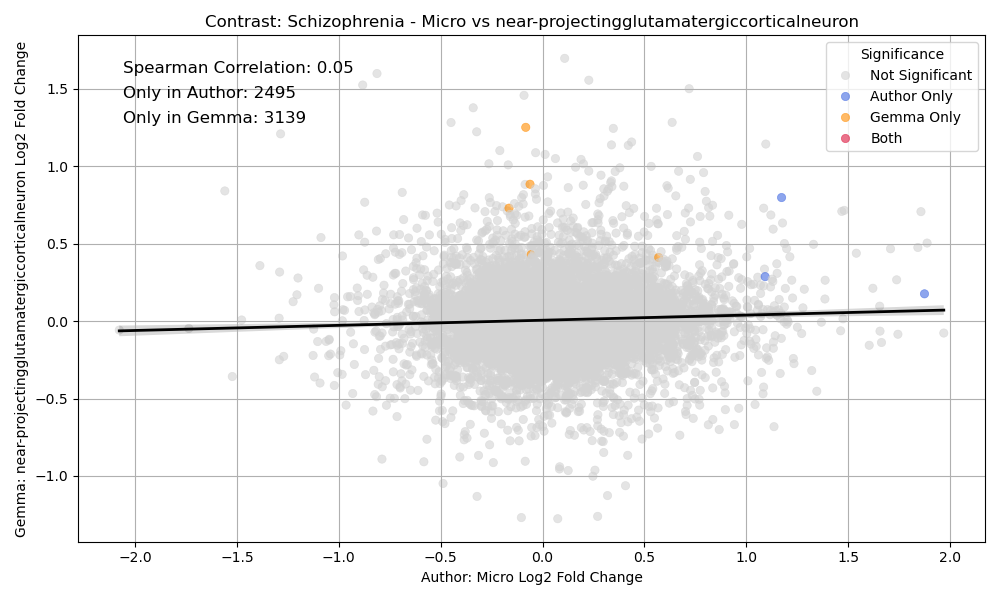 Contrast: Schizophrenia - Micro vs near-projectingglutamatergiccorticalneuron
Gemma: near-projectingglutamatergiccorticalneuron Log2 Fold Change
Spearman Correlation: 0.05
Only in Author: 2495
Only in Gemma: 3139
Significance
Not Significant
Author Only
Gemma Only
Both
1.5
1.0
0.5
0.0
−0.5
−1.0
−2.0 −1.5 −1.0 −0.5 0.0 0.5 1.0 1.5 2.0
Author: Micro Log2 Fold Change